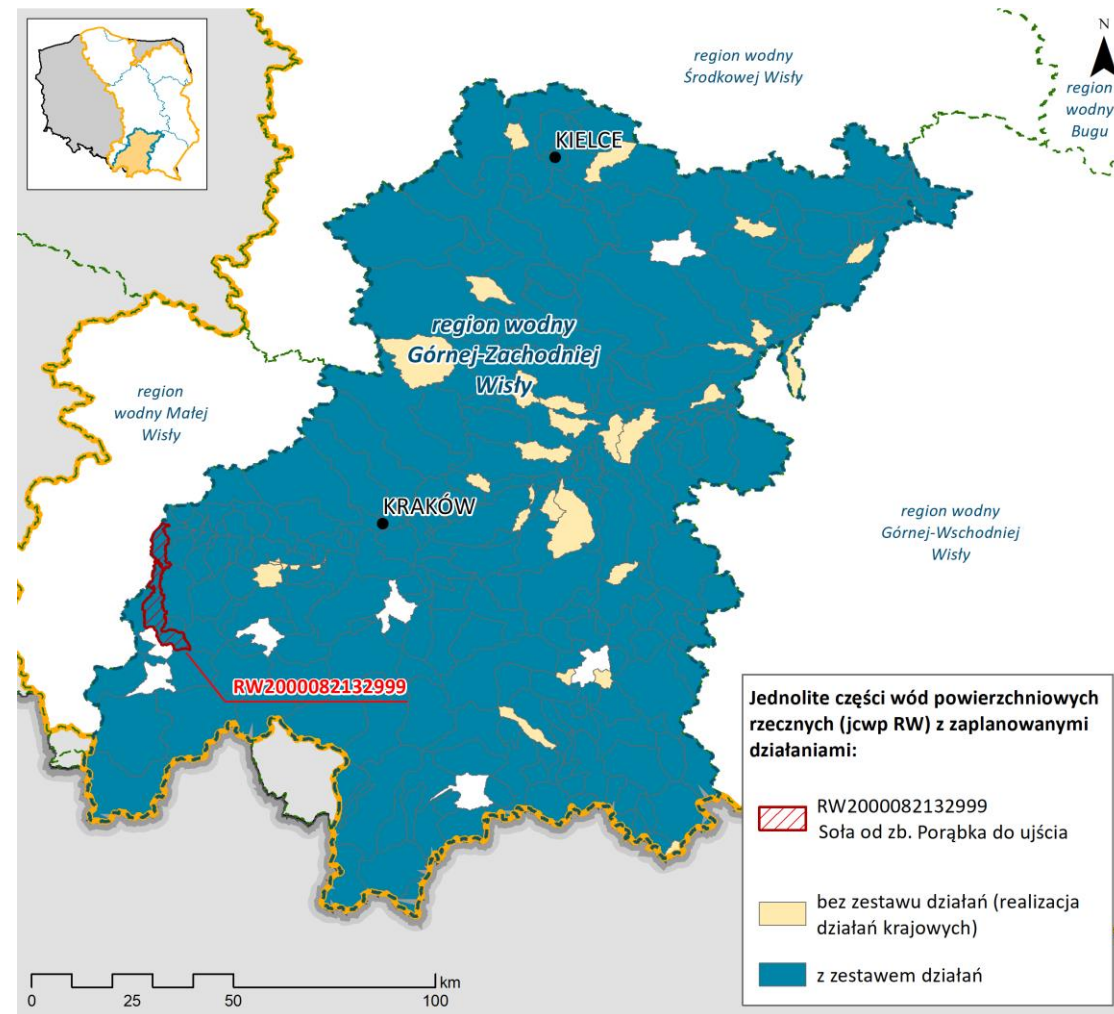 N
region wodny
Środkowej Wisły
region
wodny
Bugu
KIELCE
region wodny
Górnej-Zachodniej
Wisły
region
wodny Małej
Wisły
KRAKÓW
region wodny
Górnej-Wschodniej
Wisły
RW2000082132999
Jednolite części wód powierzchniowych
rzecznych (jcwp RW) z zaplanowanymi
działaniami:
RW2000082132999
Soła od zb. Porąbka do ujścia
bez zestawu działań (realizacja
działań krajowych)
z zestawem działań
km
0 25 50 100